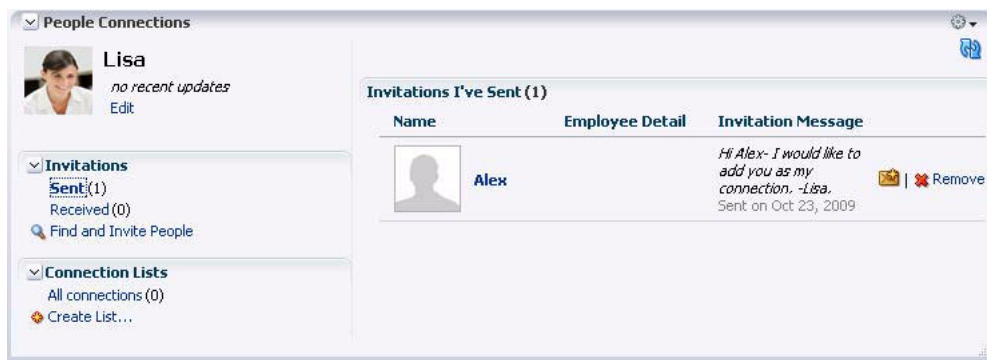 People Connections
Lisa
no recent updates
Edit
Invitations
Sent (1)
Received (0)
Find and Invite People
Connection Lists
All connections (0)
Create List...
Invitations I've Sent (1)
Name Employee Detail Invitation Message
Alex
Hi Alex- I would like to
add you as my
connection. -Lisa.
Sent on Oct 23, 2009
| Remove